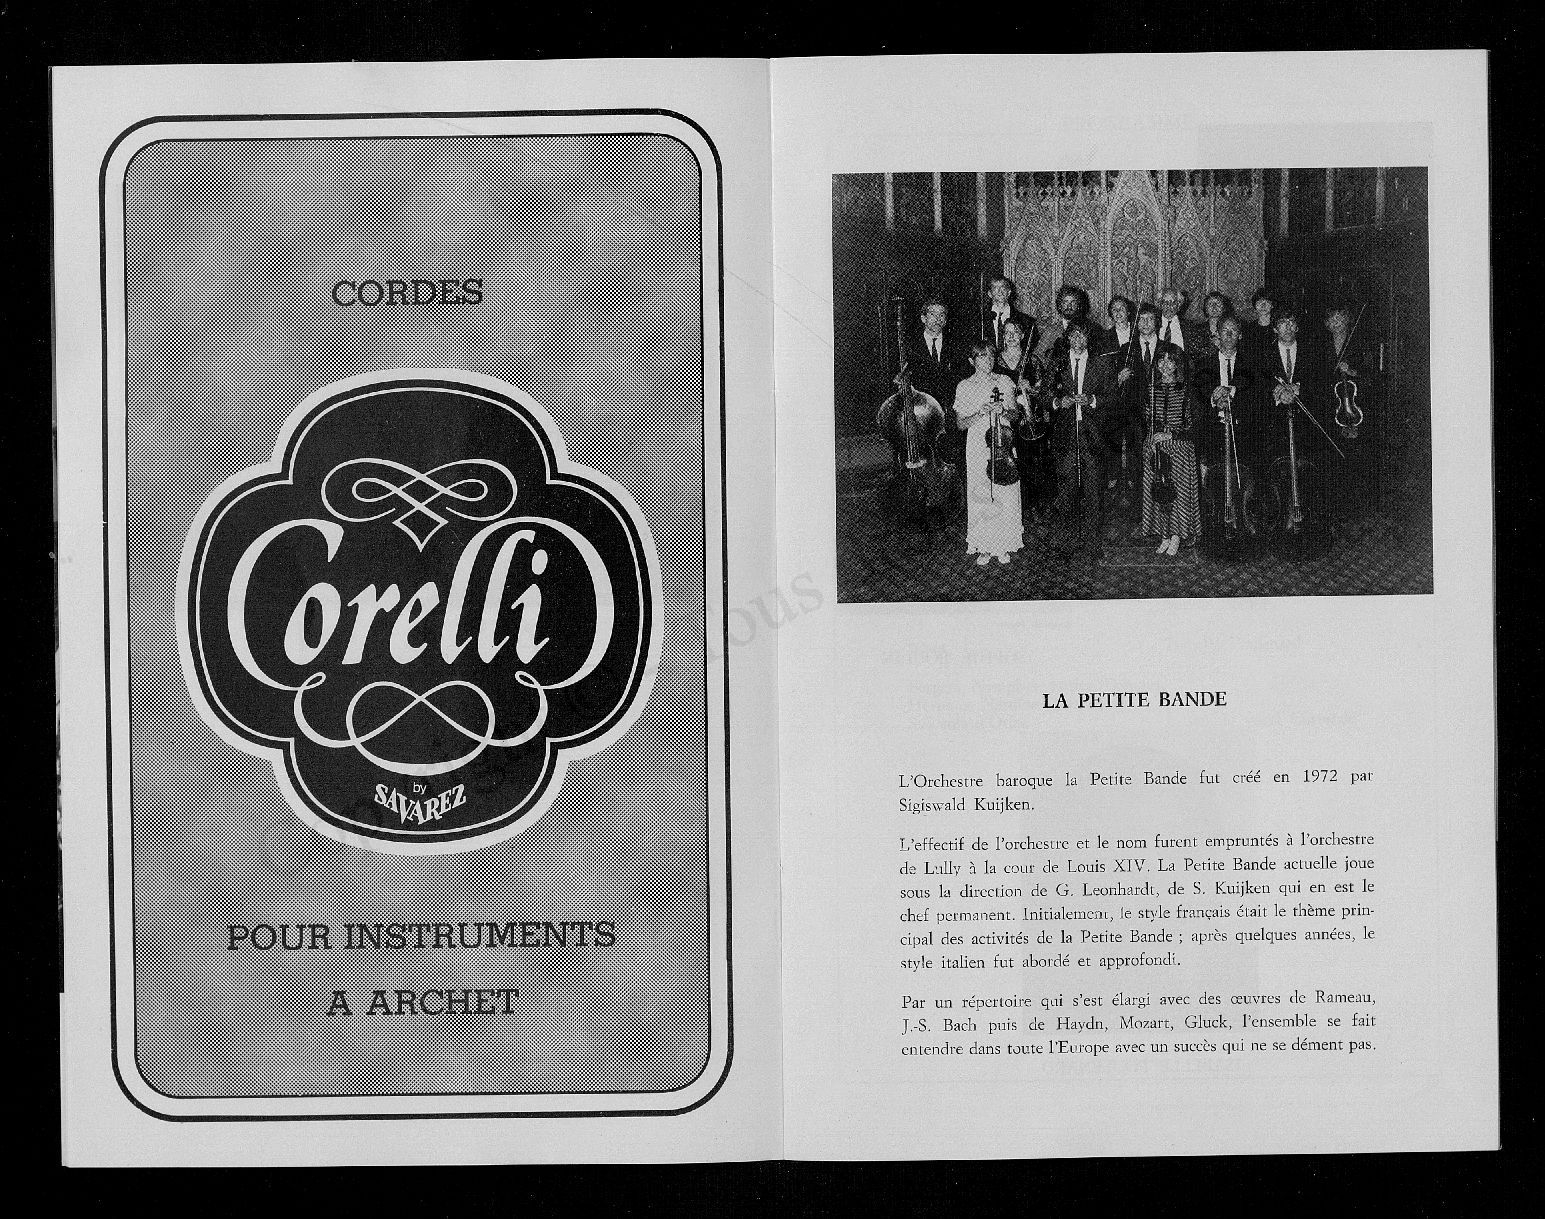 CORDES
Corelli
by
SAVAREZ
POUR INSTRUMENTS
A ARCHET
LA PETITE BANDE
L'Orchestre baroque la Petite Bande fut créé en 1972 par
Sigiswald Kuijken.
L'effectif de l'orchestre et le nom furent empruntés à l'orchestre
de Lully à la cour de Louis XIV. La Petite Bande actuelle joue
sous la direction de G. Leonhardt, de S. Kuijken qui en est le
chef permanent. Initialement, le style français était le thème prin-
cipal des activités de la Petite Bande ; après quelques années, le
style italien fut abordé et approfondi.
Par un répertoire qui s'est élargi avec des œuvres de Rameau,
J.-S. Bach puis de Haydn, Mozart, Gluck, l'ensemble se fait
entendre dans toute l'Europe avec un succès qui ne se dément pas.